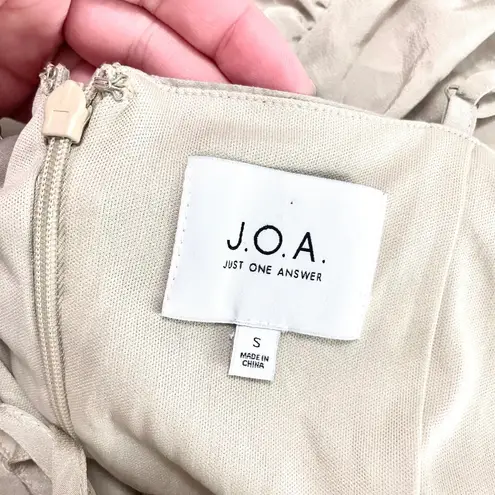 J.O.A.
JUST ONE ANSWER
S
MADE IN
CHINA